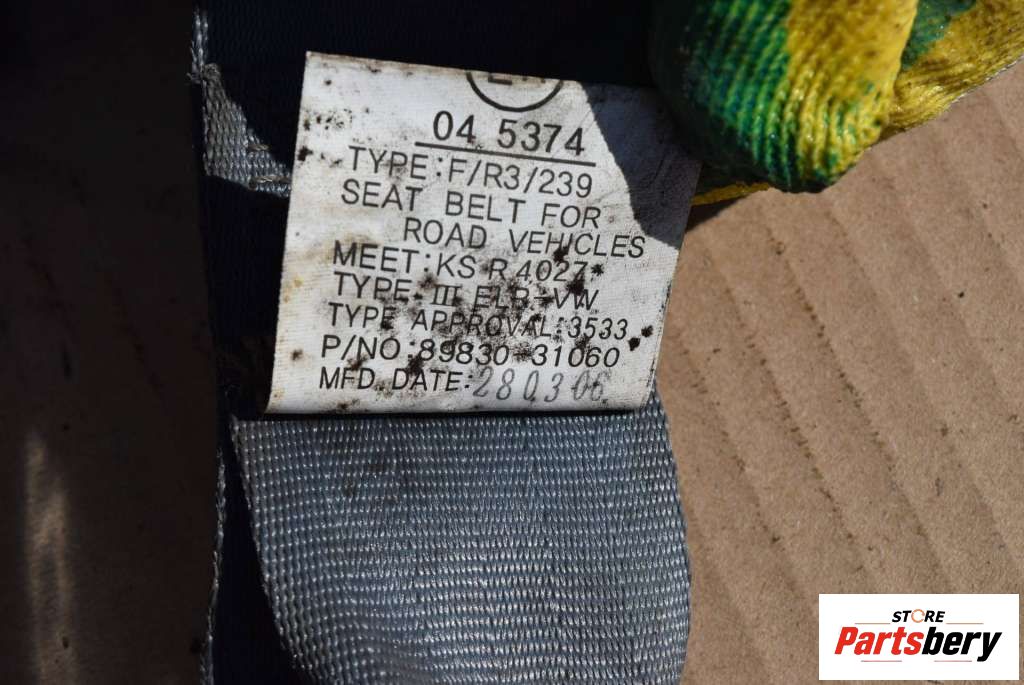 04 5374
TYPE:F/R3/239
SEAT BELT FOR
ROAD VEHICLES
MEET:KS R 4027
TYPE III ELR-VW
TYPE APPROVAL:3533
P/NO:89830-31060
MFD.DATE:280306
STORE
Partsbery